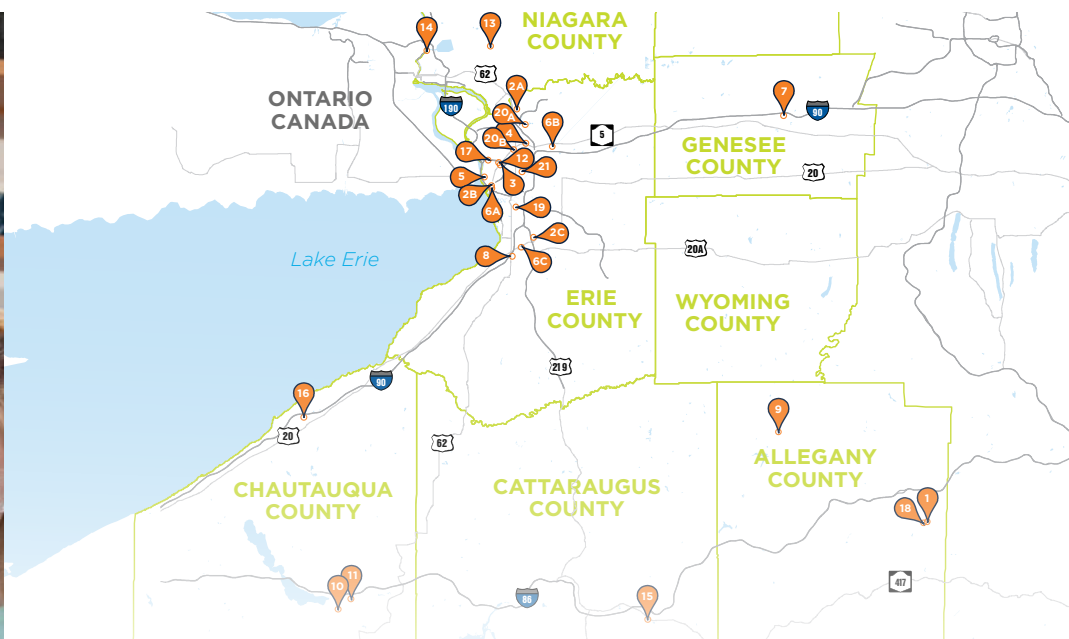 NIAGARA
COUNTY
14
13
62
ONTARIO
CANADA
190
2A
20A
4
6B
20B
5
7
90
GENESEE
COUNTY
20
17
12
21
5
3
2B
6A
19
2C
8
6C
20A
Lake Erie
ERIE
COUNTY
WYOMING
COUNTY
219
90
16
20
62
9
ALLEGANY
COUNTY
CHAUTAUQUA
COUNTY
CATTARAUGUS
COUNTY
18
1
10
11
86
15
417